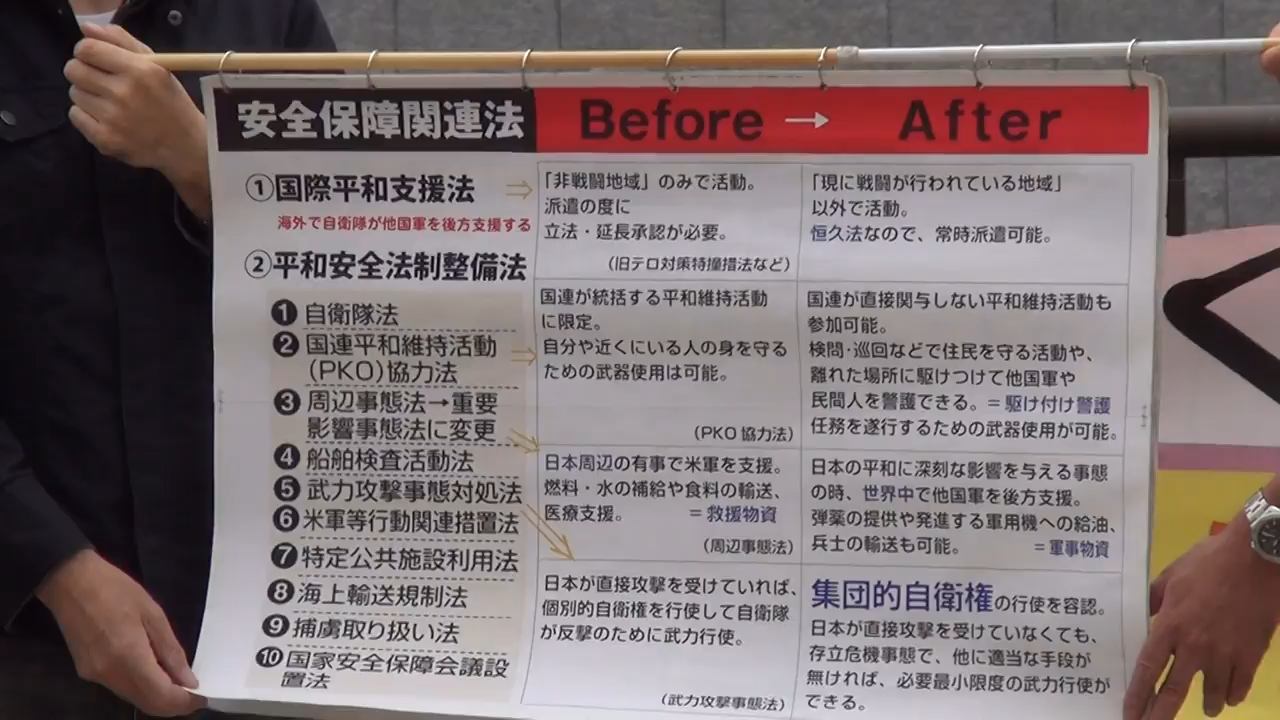 安全保障関連法
Before → After
①国際平和支援法
海外で自衛隊が他国軍を後方支援する
「非戦闘地域」のみで活動。
派遣の度に
立法・延長承認が必要。
(旧テロ対策特措法など)
「現に戦闘が行われている地域」
以外で活動。
恒久法なので、常時派遣可能。
②平和安全法制整備法
❶ 自衛隊法
❷ 国連平和維持活動
(PKO)協力法
❸ 周辺事態法→重要
影響事態法に変更
❹ 船舶検査活動法
❺ 武力攻撃事態対処法
❻ 米軍等行動関連措置法
❼ 特定公共施設利用法
❽ 海上輸送規制法
❾ 捕虜取り扱い法
❿ 国家安全保障会議設
置法
国連が統括する平和維持活動
に限定。
自分や近くにいる人の身を守る
ための武器使用は可能。
(PKO 協力法)
国連が直接関与しない平和維持活動も
参加可能。
検問・巡回などで住民を守る活動や、
離れた場所に駆けつけて他国軍や
民間人を警護できる。＝駆け付け警護
任務を遂行するための武器使用が可能。
日本周辺の有事で米軍を支援。
燃料・水の補給や食料の輸送、
医療支援。 ＝救援物資
(周辺事態法)
日本の平和に深刻な影響を与える事態
の時、世界中で他国軍を後方支援。
弾薬の提供や発進する軍用機への給油、
兵士の輸送も可能。 ＝軍事物資
日本が直接攻撃を受けていれば、
個別的自衛権を行使して自衛隊
が反撃のために武力行使。
(武力攻撃事態法)
集団的自衛権の行使を容認。
日本が直接攻撃を受けていなくても、
存立危機事態で、他に適当な手段が
無ければ、必要最小限度の武力行使が
できる。